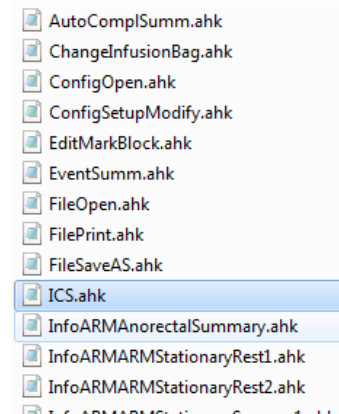 AutoComplSumm.ahk
ChangeInfusionBag.ahk
ConfigOpen.ahk
ConfigSetupModify.ahk
EditMarkBlock.ahk
EventSumm.ahk
FileOpen.ahk
FilePrint.ahk
FileSaveAS.ahk
ICS.ahk
InfoARMAnorectalSummary.ahk
InfoARMARMStationaryRest1.ahk
InfoARMARMStationaryRest2.ahk